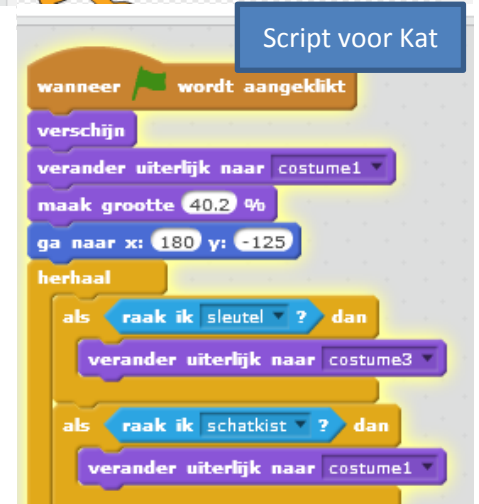 Script voor Kat
wanneer wordt aangeklikt
verschijn
verander uiterlijk naar costume1
maak grootte 40.2 %
ga naar x: 180 y: -125
herhaal
als raak ik sleutel ? dan
verander uiterlijk naar costume3
als raak ik schatkist ? dan
verander uiterlijk naar costume1